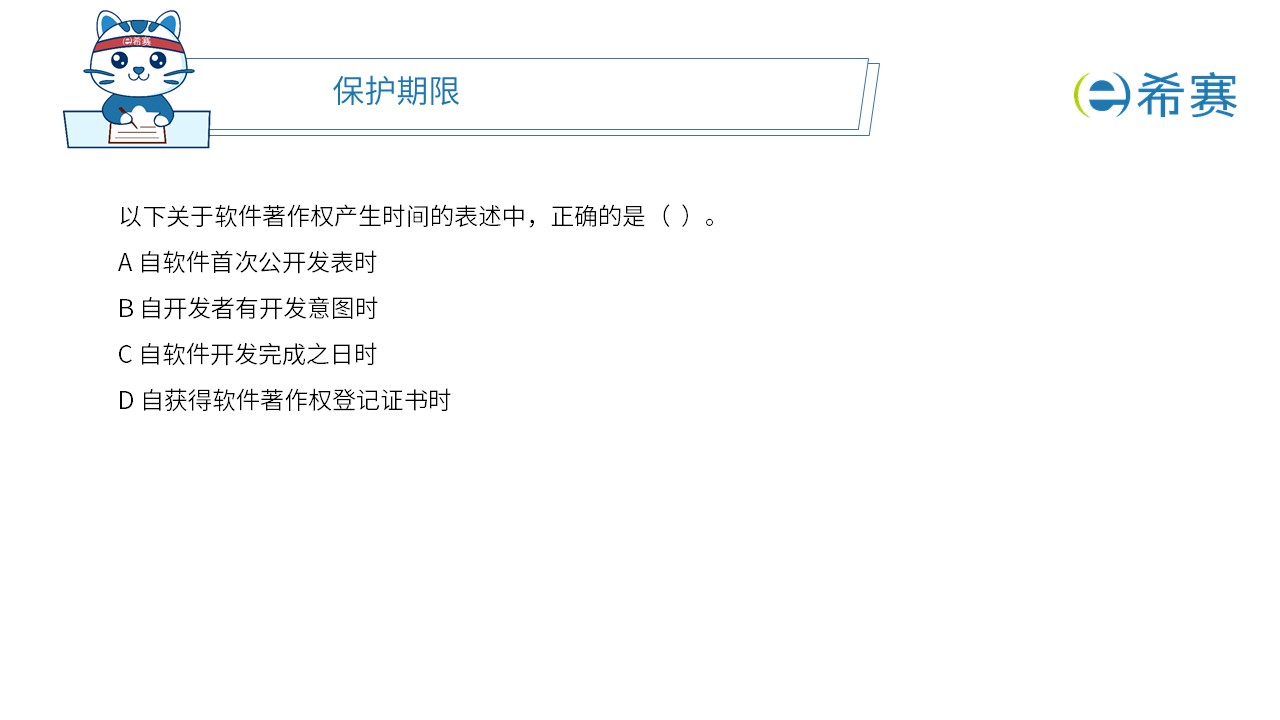 希赛
保护期限
希赛
以下关于软件著作权产生时间的表述中，正确的是（ ）。
A 自软件首次公开发表时
B 自开发者有开发意图时
C 自软件开发完成之日时
D 自获得软件著作权登记证书时